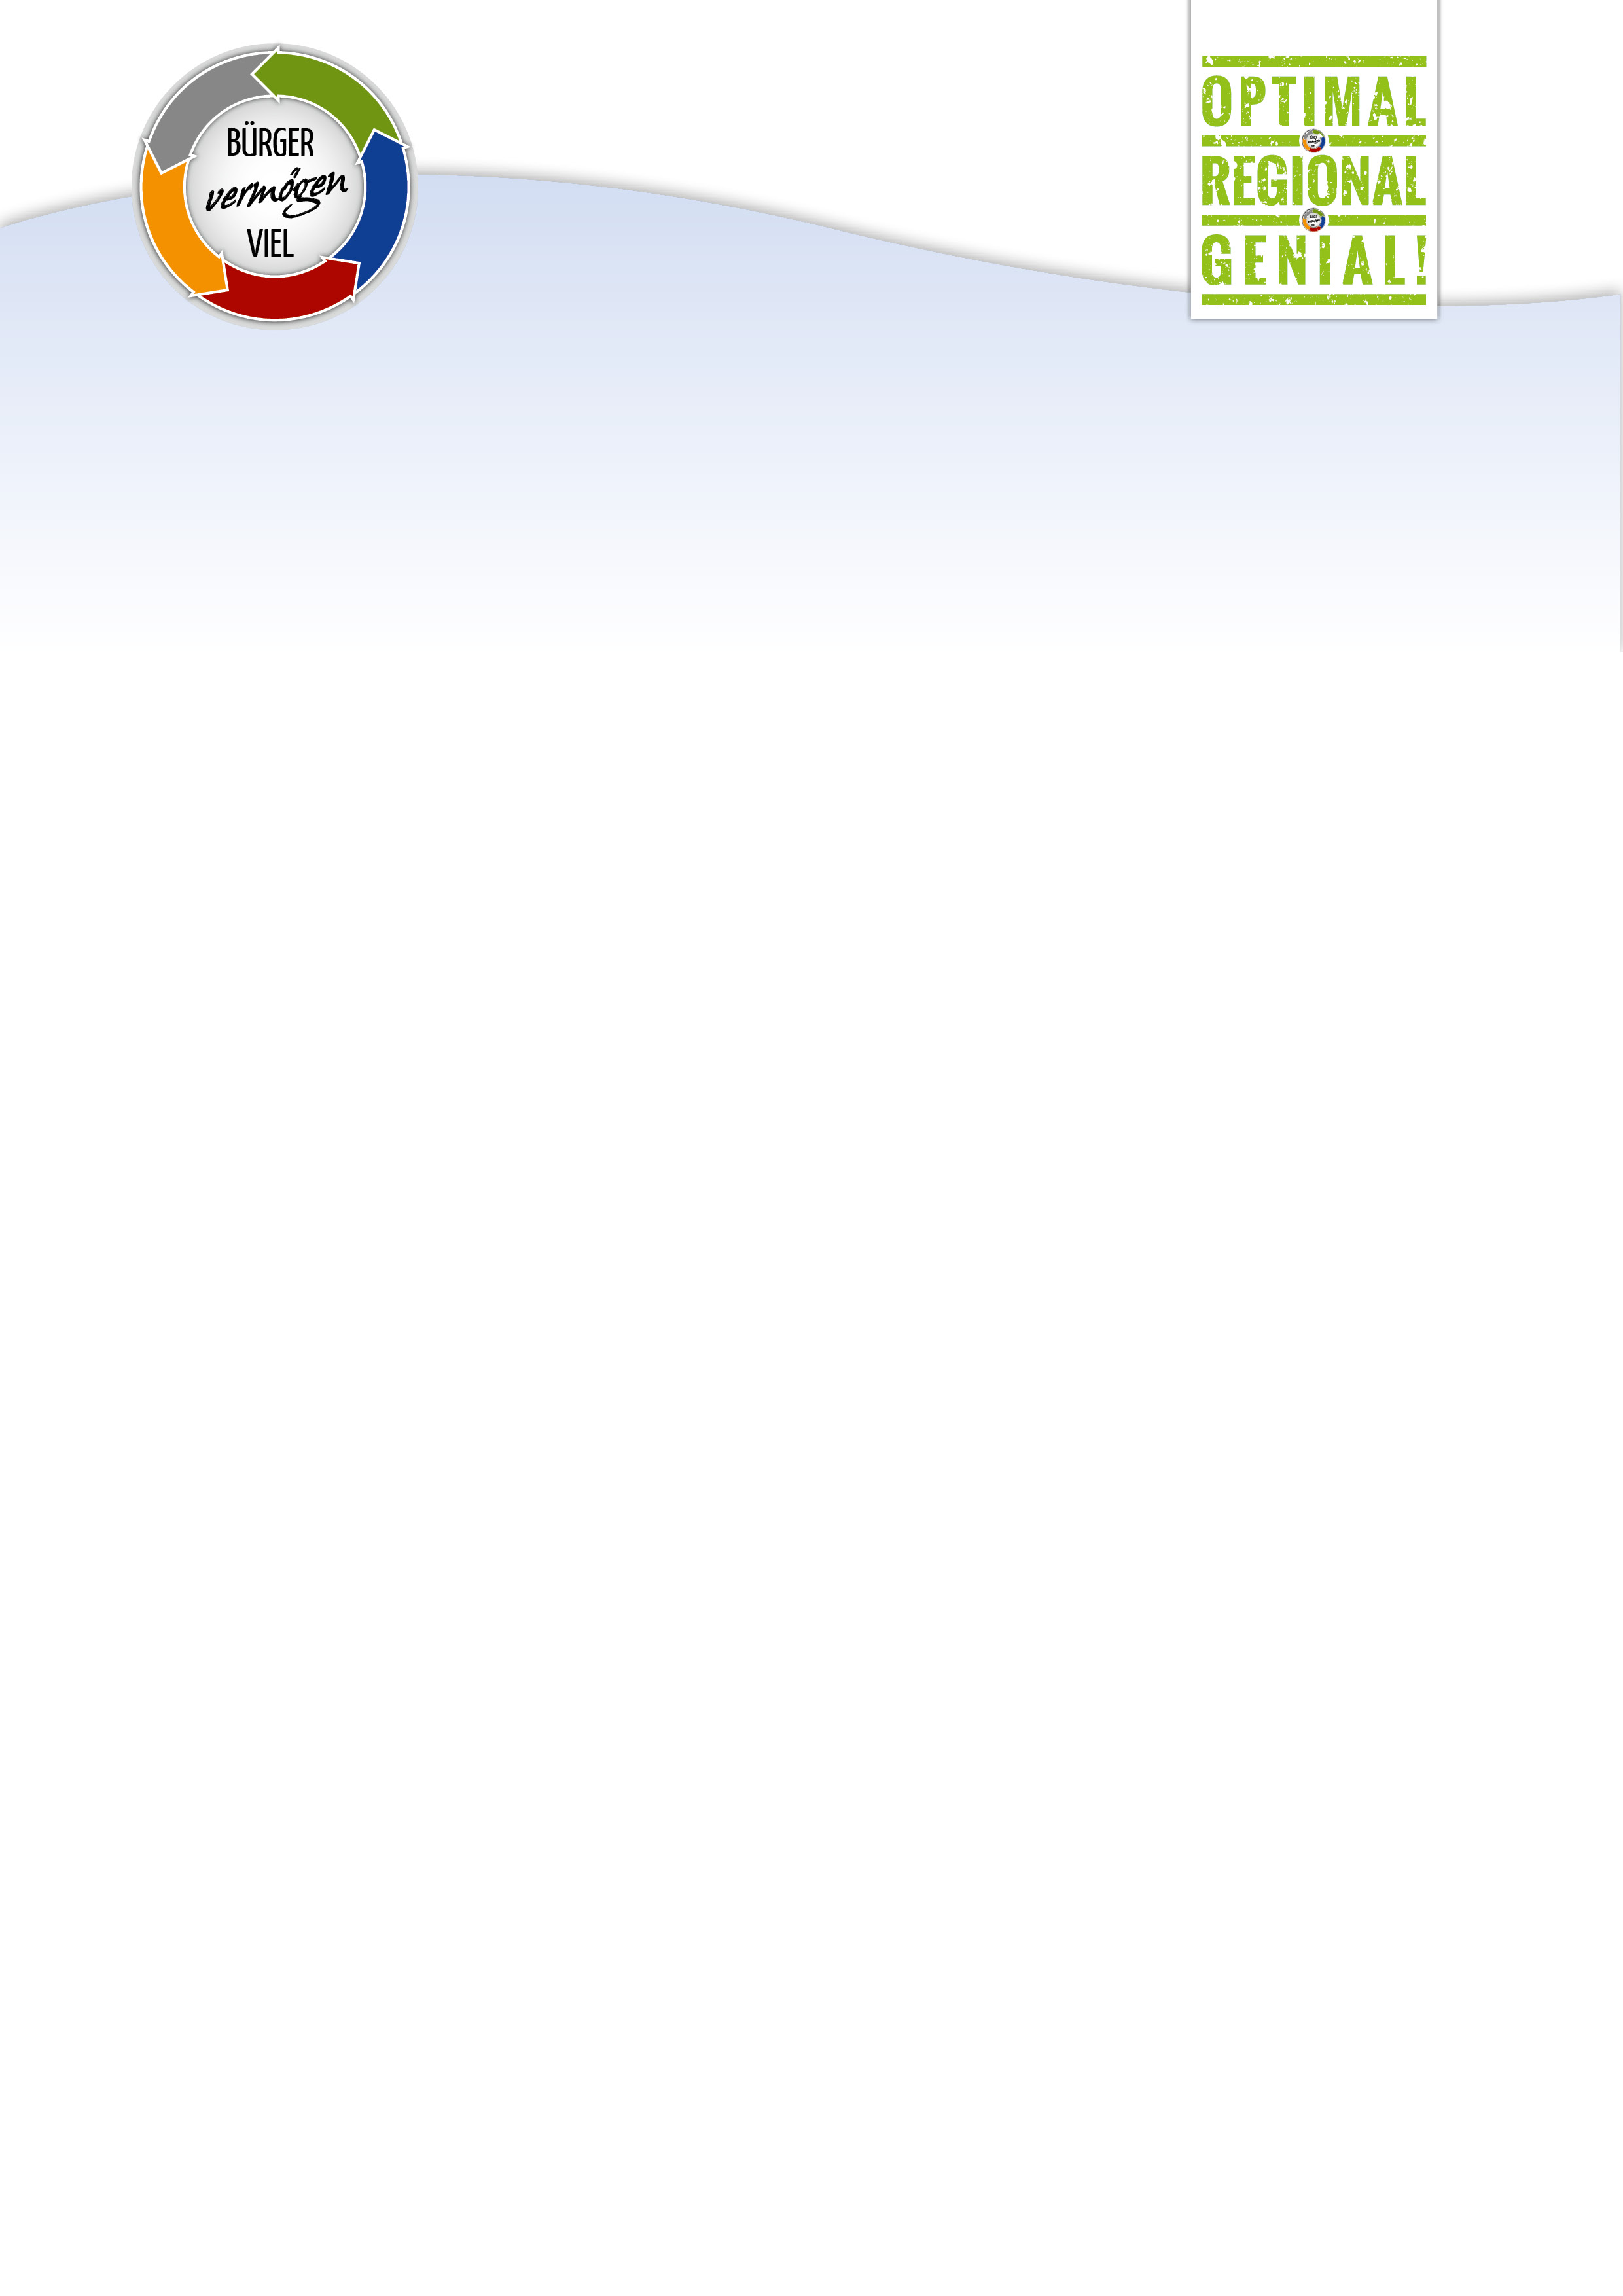 BÜRGER
vermögen
VIEL
OPTIMAL
REGIONAL
GENIAL!